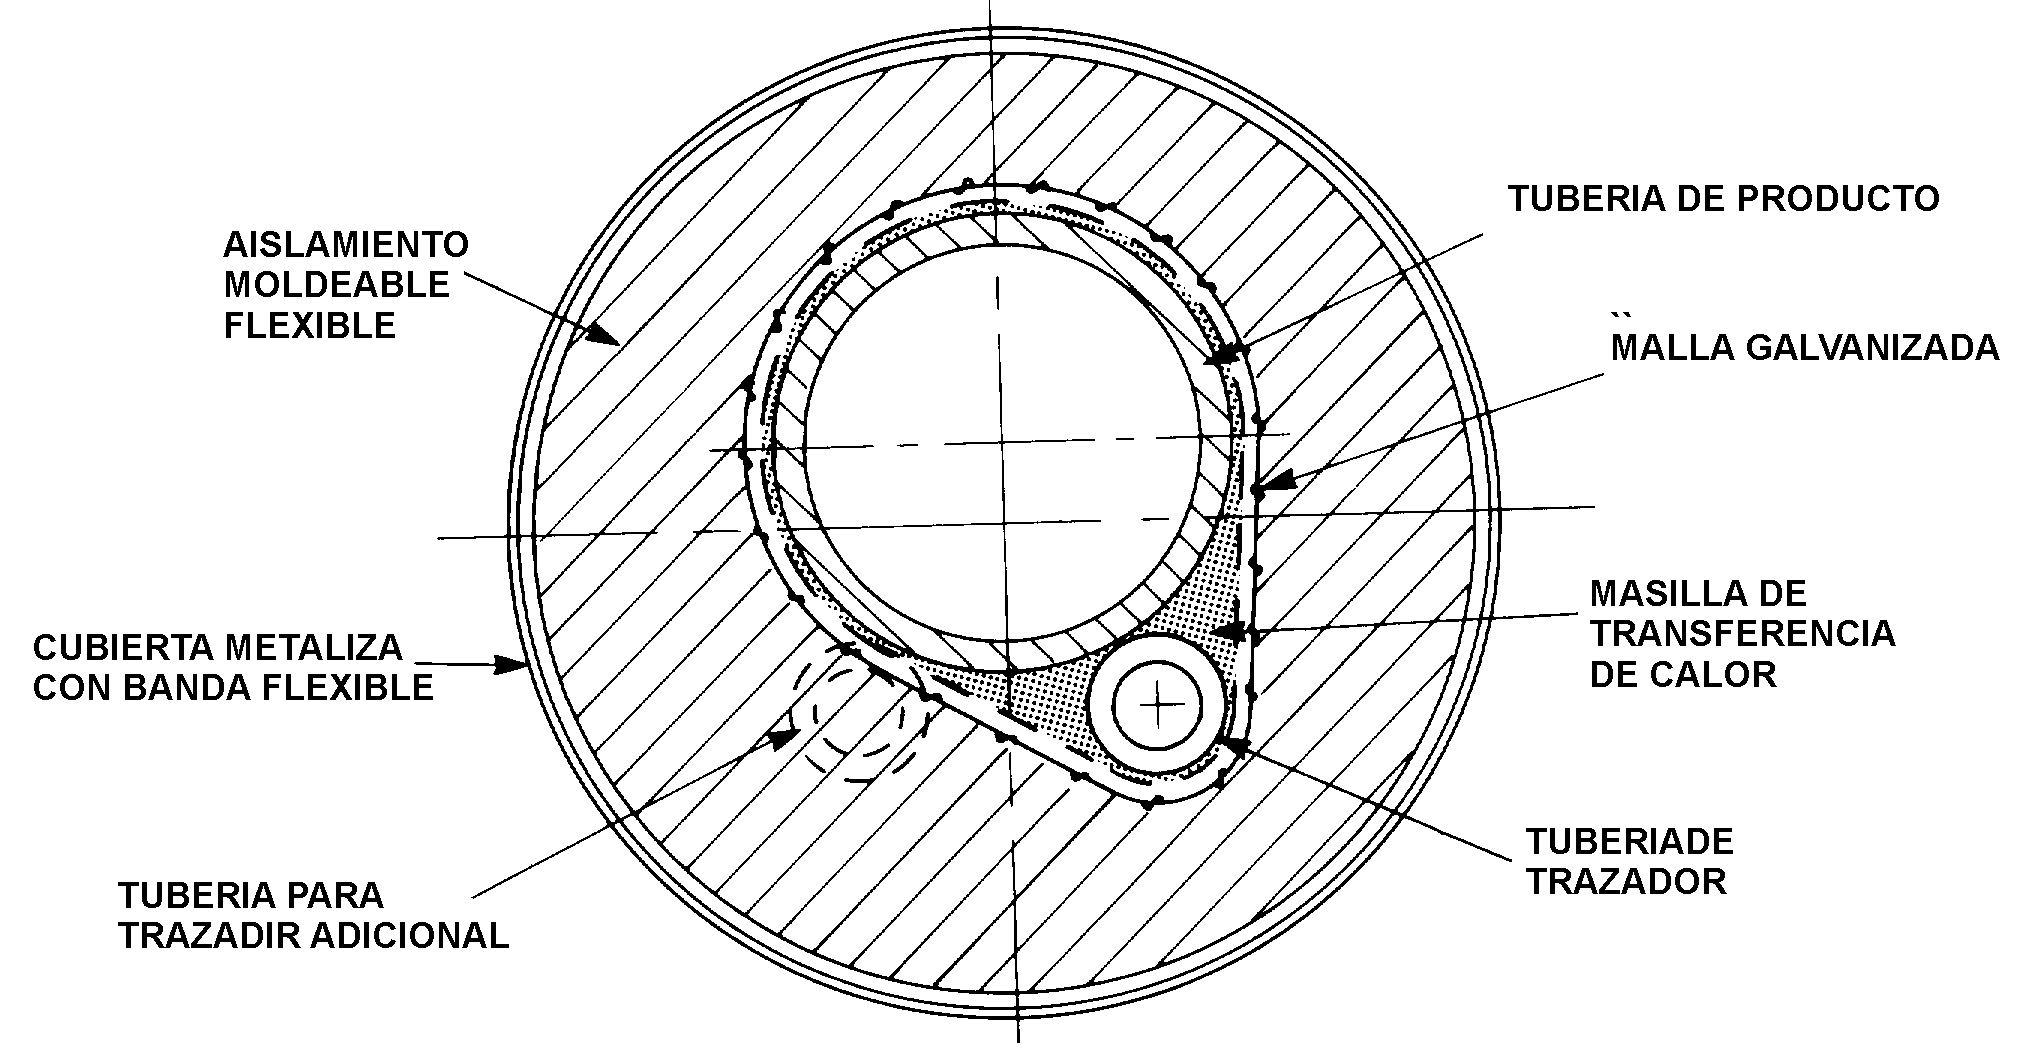 AISLAMIENTO
MOLDEABLE
FLEXIBLE
CUBIERTA METALIZA
CON BANDA FLEXIBLE
TUBERIA PARA
TRAZADIR ADICIONAL
TUBERIA DE PRODUCTO
``
MALLA GALVANIZADA
MASILLA DE
TRANSFERENCIA
DE CALOR
TUBERIADE
TRAZADOR